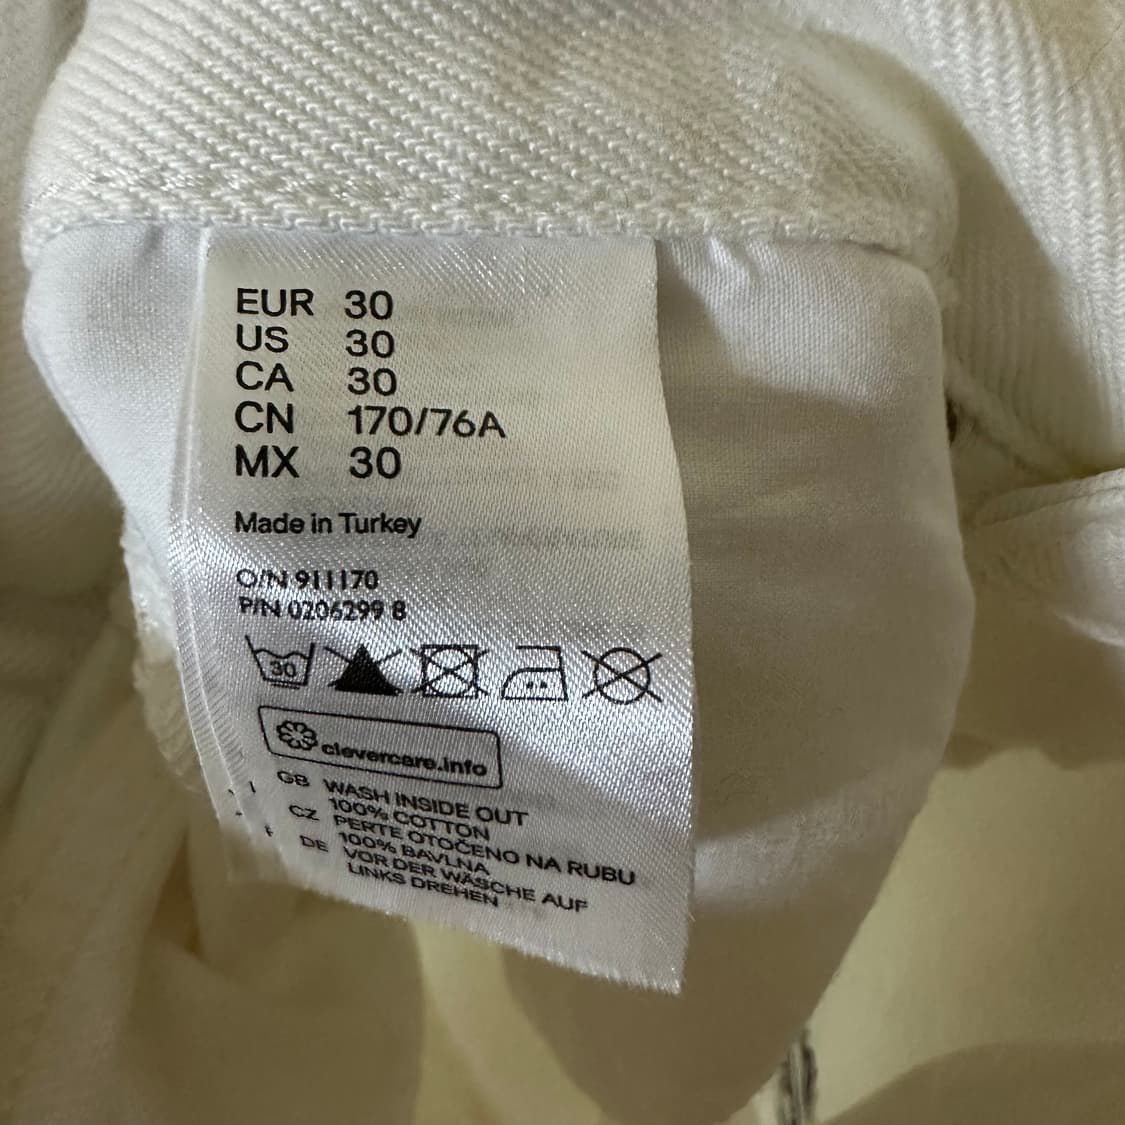 EUR 30
US 30
CA 30
CN 170/76A
MX 30
Made in Turkey
O/N 911170
P/N 0206299 8
30
clevercare.info
GB WASH INSIDE OUT
100% COTTON
CZ PERTE OTOČENO NA RUBU
100% BAVLNA
DE VOR DER WÄSCHE AUF
LINKS DREHEN